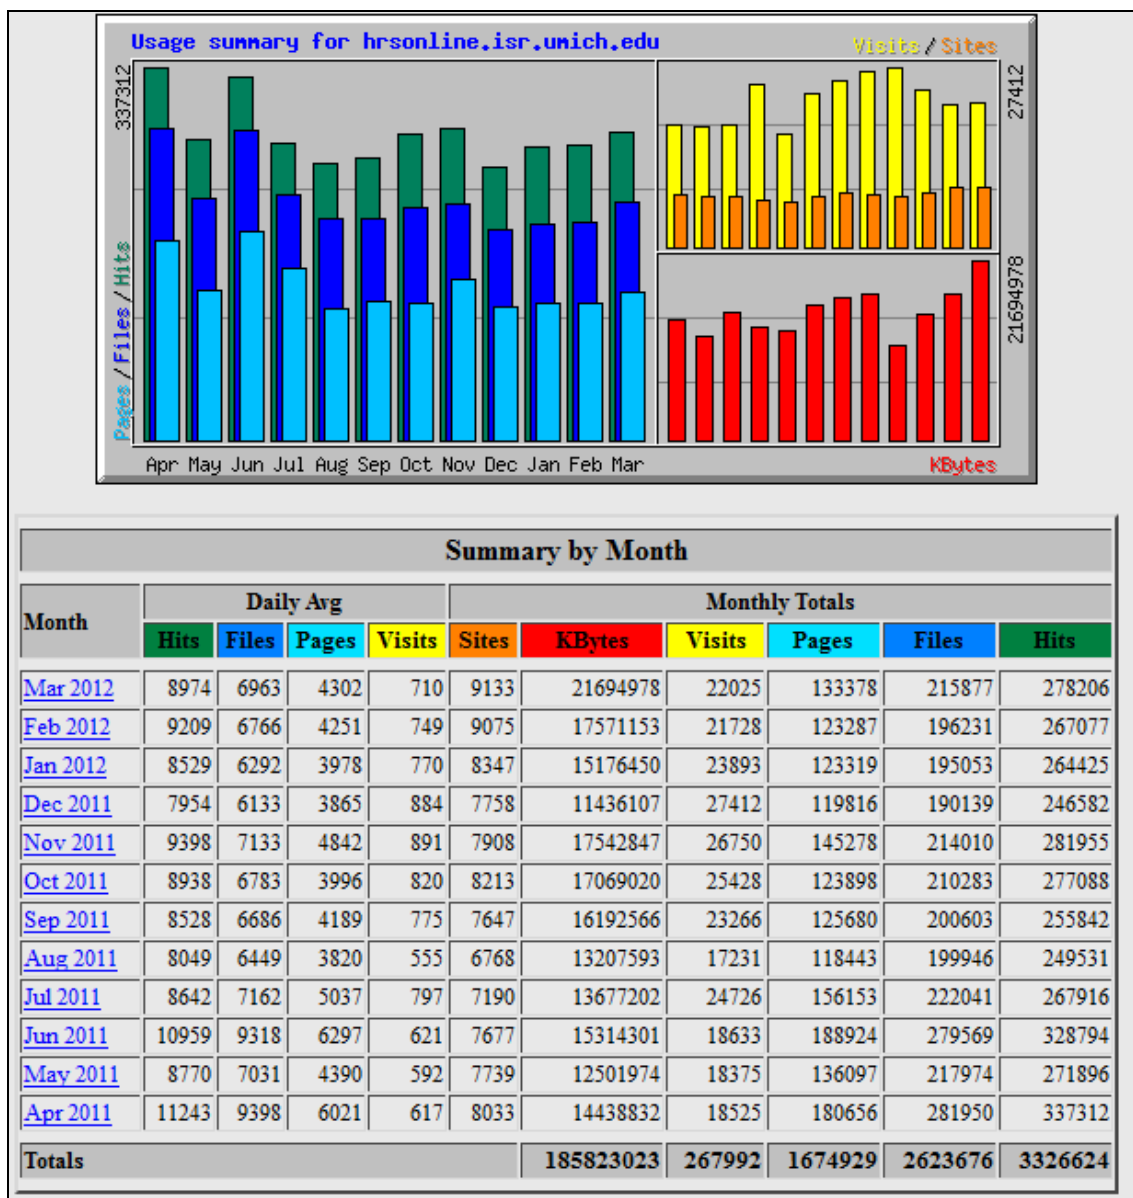 Usage summary for hrsonline.isr.umich.edu
Visits / Sites
337312
27412
Pages / Files / Hits
21694978
Apr May Jun Jul Aug Sep Oct Nov Dec Jan Feb Mar
KBytes
Summary by Month
Month Daily Avg Monthly Totals
Hits Files Pages Visits Sites KBytes Visits Pages Files Hits
Mar 2012 8974 6963 4302 710 9133 21694978 22025 133378 215877 278206
Feb 2012 9209 6766 4251 749 9075 17571153 21728 123287 196231 267077
Jan 2012 8529 6292 3978 770 8347 15176450 23893 123319 195053 264425
Dec 2011 7954 6133 3865 884 7758 11436107 27412 119816 190139 246582
Nov 2011 9398 7133 4842 891 7908 17542847 26750 145278 214010 281955
Oct 2011 8938 6783 3996 820 8213 17069020 25428 123898 210283 277088
Sep 2011 8528 6686 4189 775 7647 16192566 23266 125680 200603 255842
Aug 2011 8049 6449 3820 555 6768 13207593 17231 118443 199946 249531
Jul 2011 8642 7162 5037 797 7190 13677202 24726 156153 222041 267916
Jun 2011 10959 9318 6297 621 7677 15314301 18633 188924 279569 328794
May 2011 8770 7031 4390 592 7739 12501974 18375 136097 217974 271896
Apr 2011 11243 9398 6021 617 8033 14438832 18525 180656 281950 337312
Totals 185823023 267992 1674929 2623676 3326624